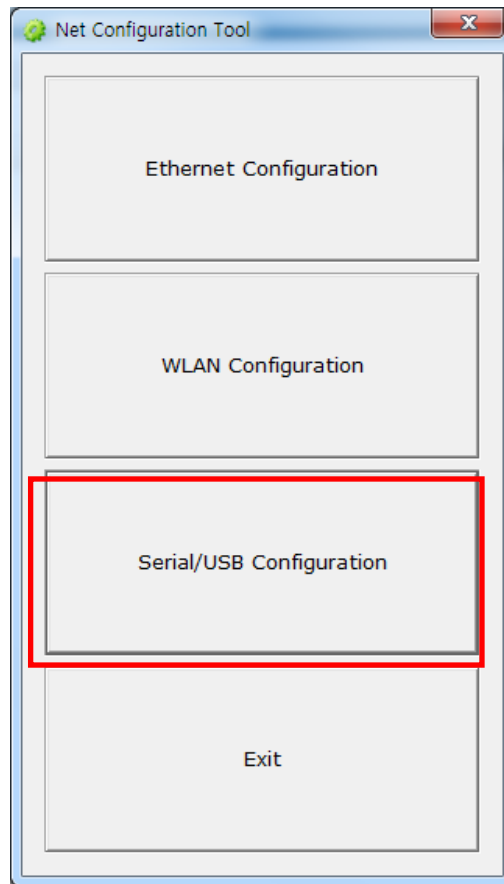 Net Configuration Tool
Ethernet Configuration
WLAN Configuration
Serial/USB Configuration
Exit